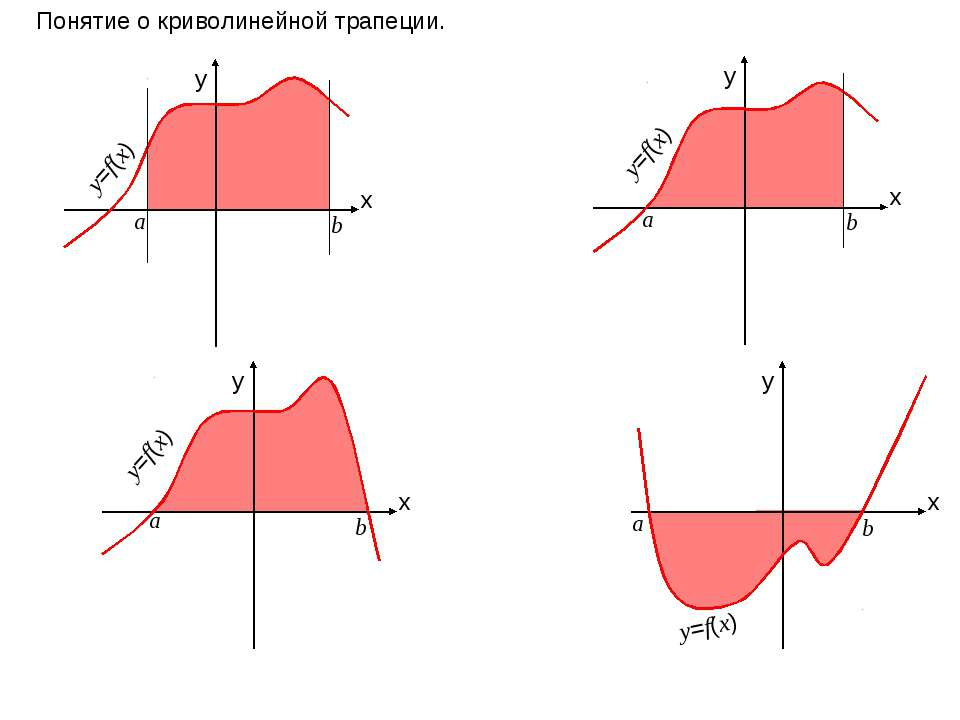 Понятие о криволинейной трапеции.
y
y=f(x)
x
a
b
y
y=f(x)
x
a
b
y
y=f(x)
x
a
b
y
x
a
b
y=f(x)